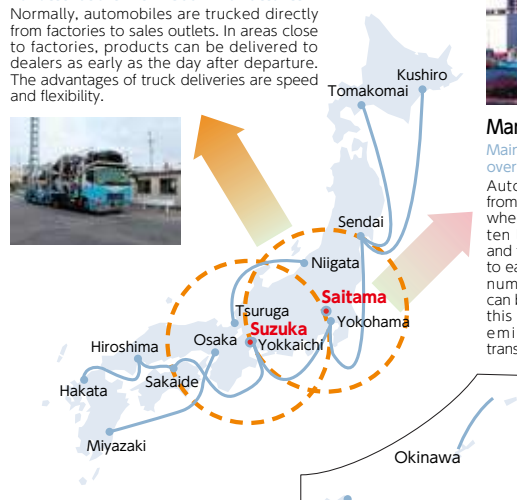 Normally, automobiles are trucked directly
from factories to sales outlets. In areas close
to factories, products can be delivered to
dealers as early as the day after departure.
The advantages of truck deliveries are speed
and flexibility.
Kushiro
Tomakomai
Sendai
Niigata
Saitama
Tsuruga
Suzuka
Yokohama
Osaka
Yokkaichi
Hiroshima
Sakaide
Hakata
Miyazaki
Okinawa
Mar
Main
over
Auto
from
whe
ten
and
to ea
num
can b
this
emi
trans